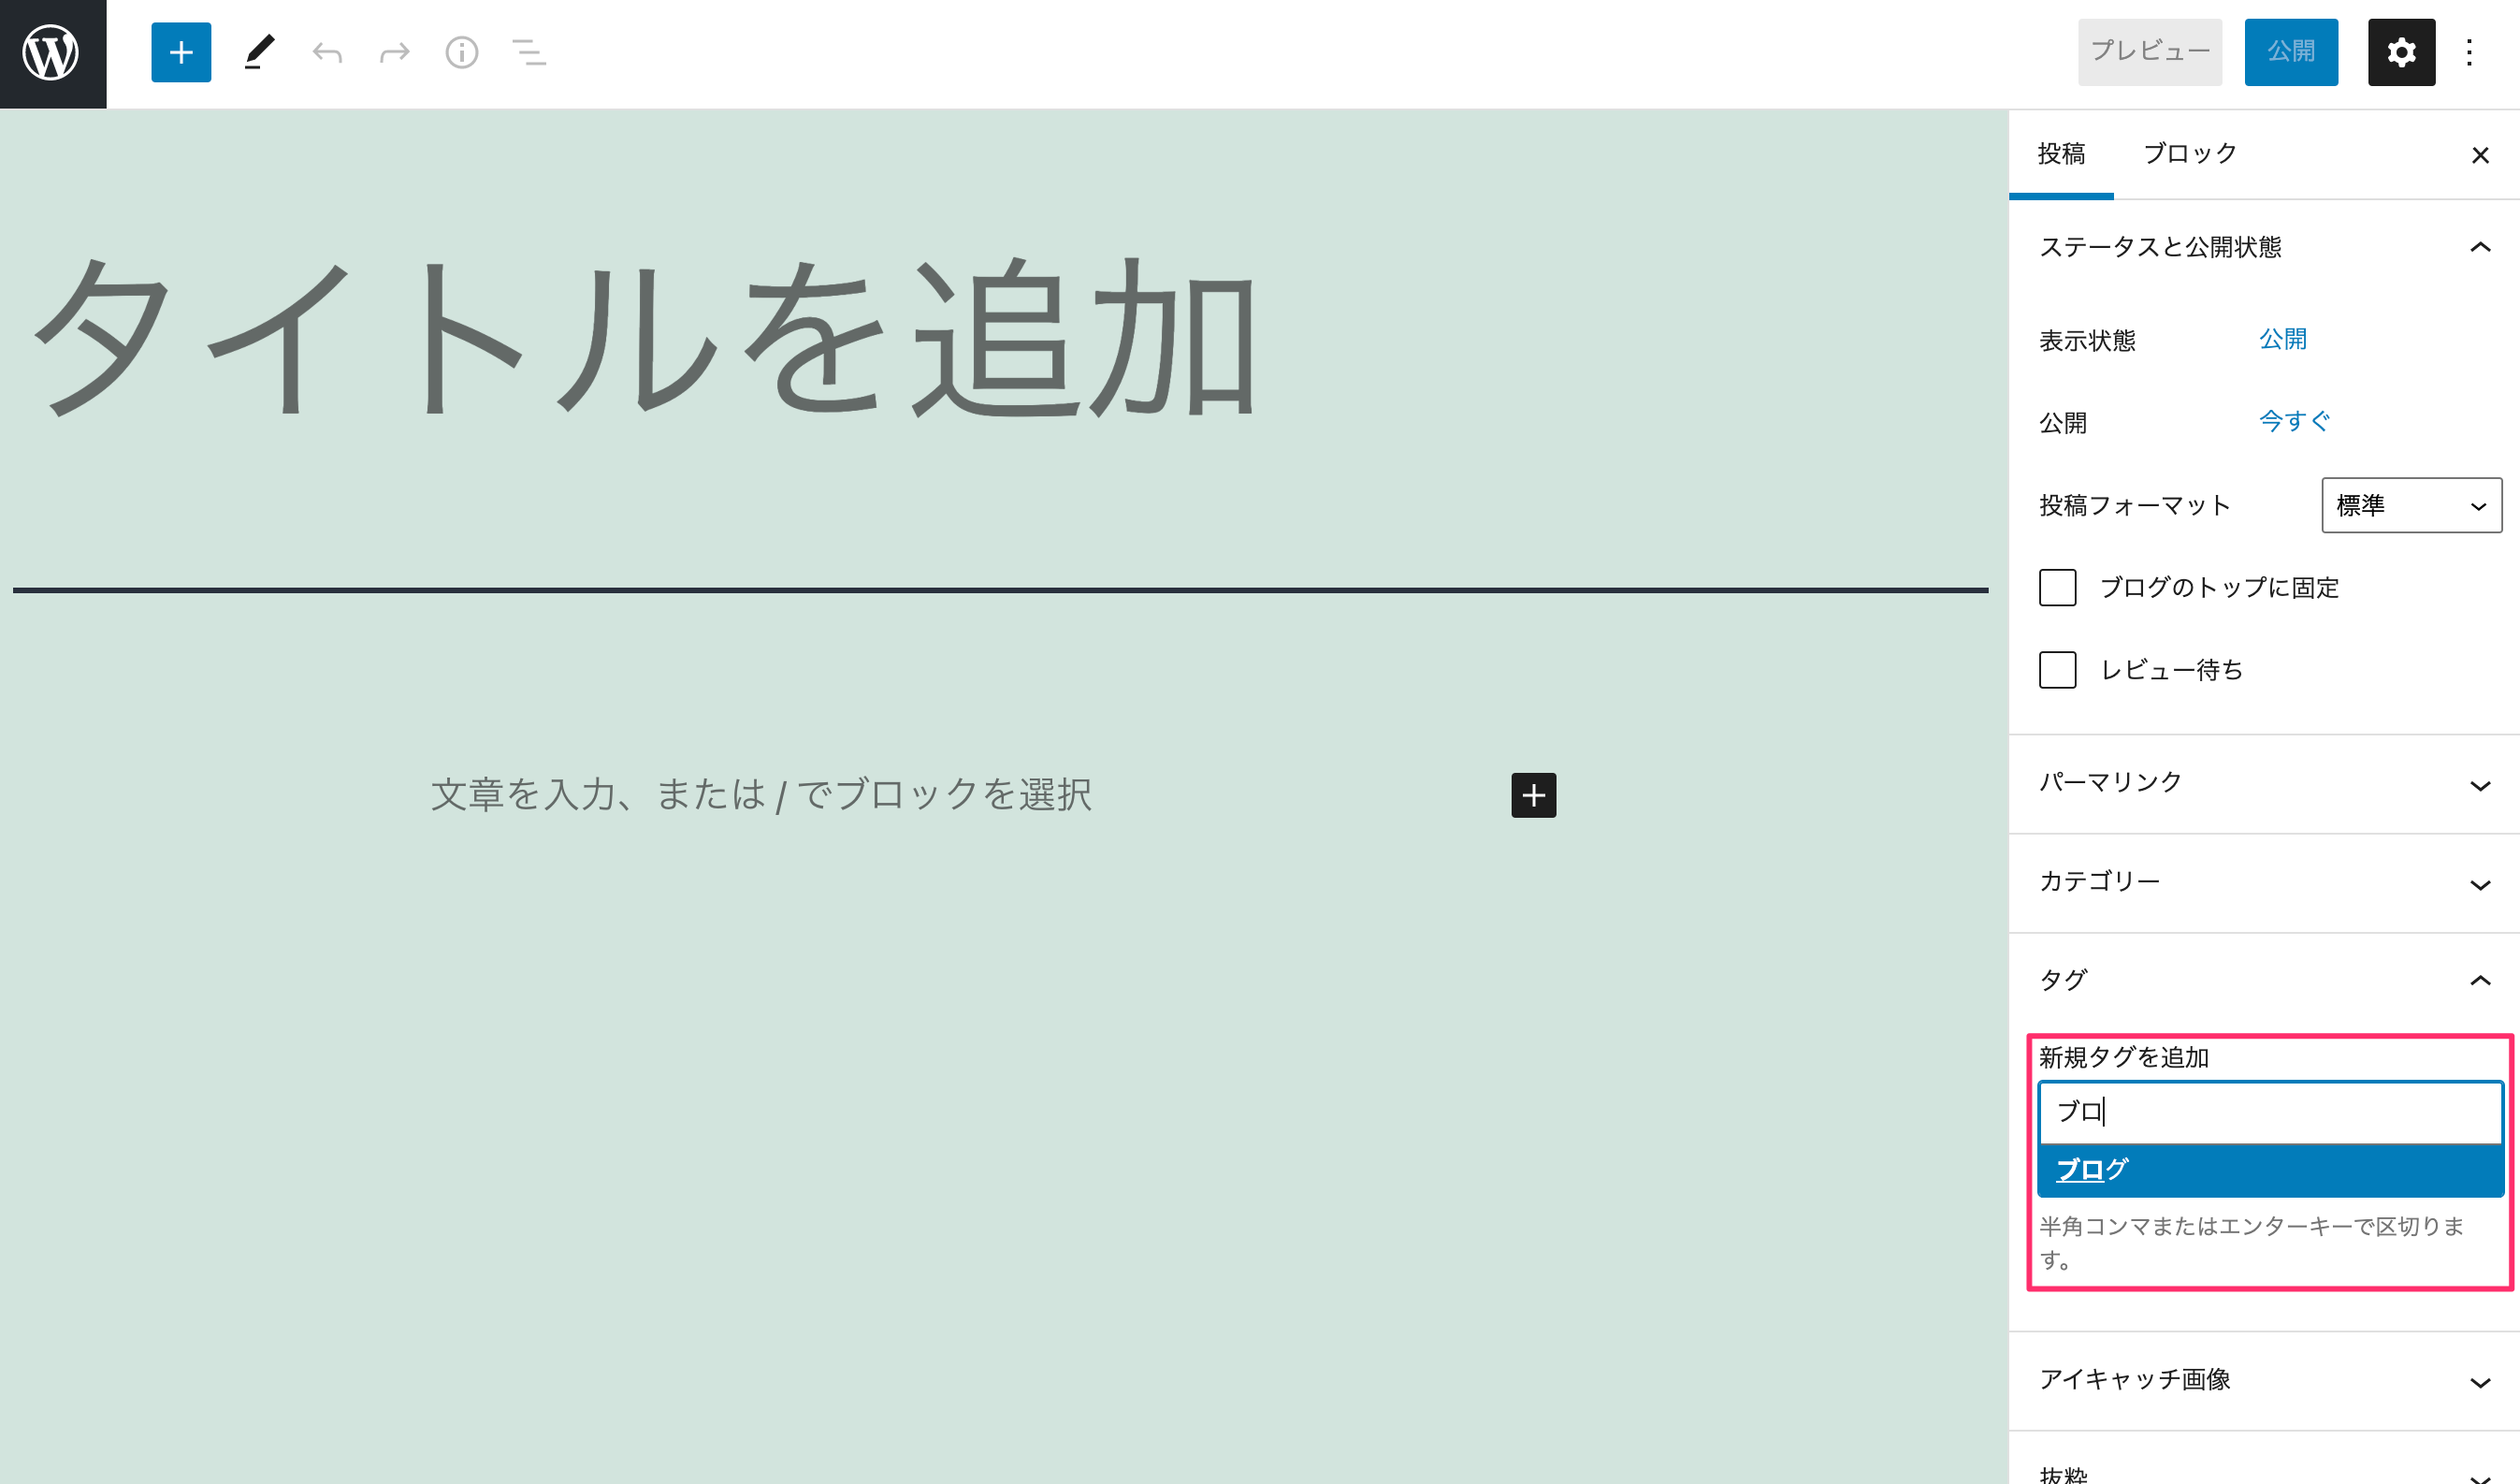 プレビュー
公開
投稿
ブロック
タイトルを追加
文章を入力、または / でブロックを選択
ステータスと公開状態
表示状態
公開
公開
今すぐ
投稿フォーマット
標準
ブログのトップに固定
レビュー待ち
パーマリンク
カテゴリー
タグ
新規タグを追加
ブロ
ブログ
半角コンマまたはエンターキーで区切りま
す。
アイキャッチ画像
抜粋